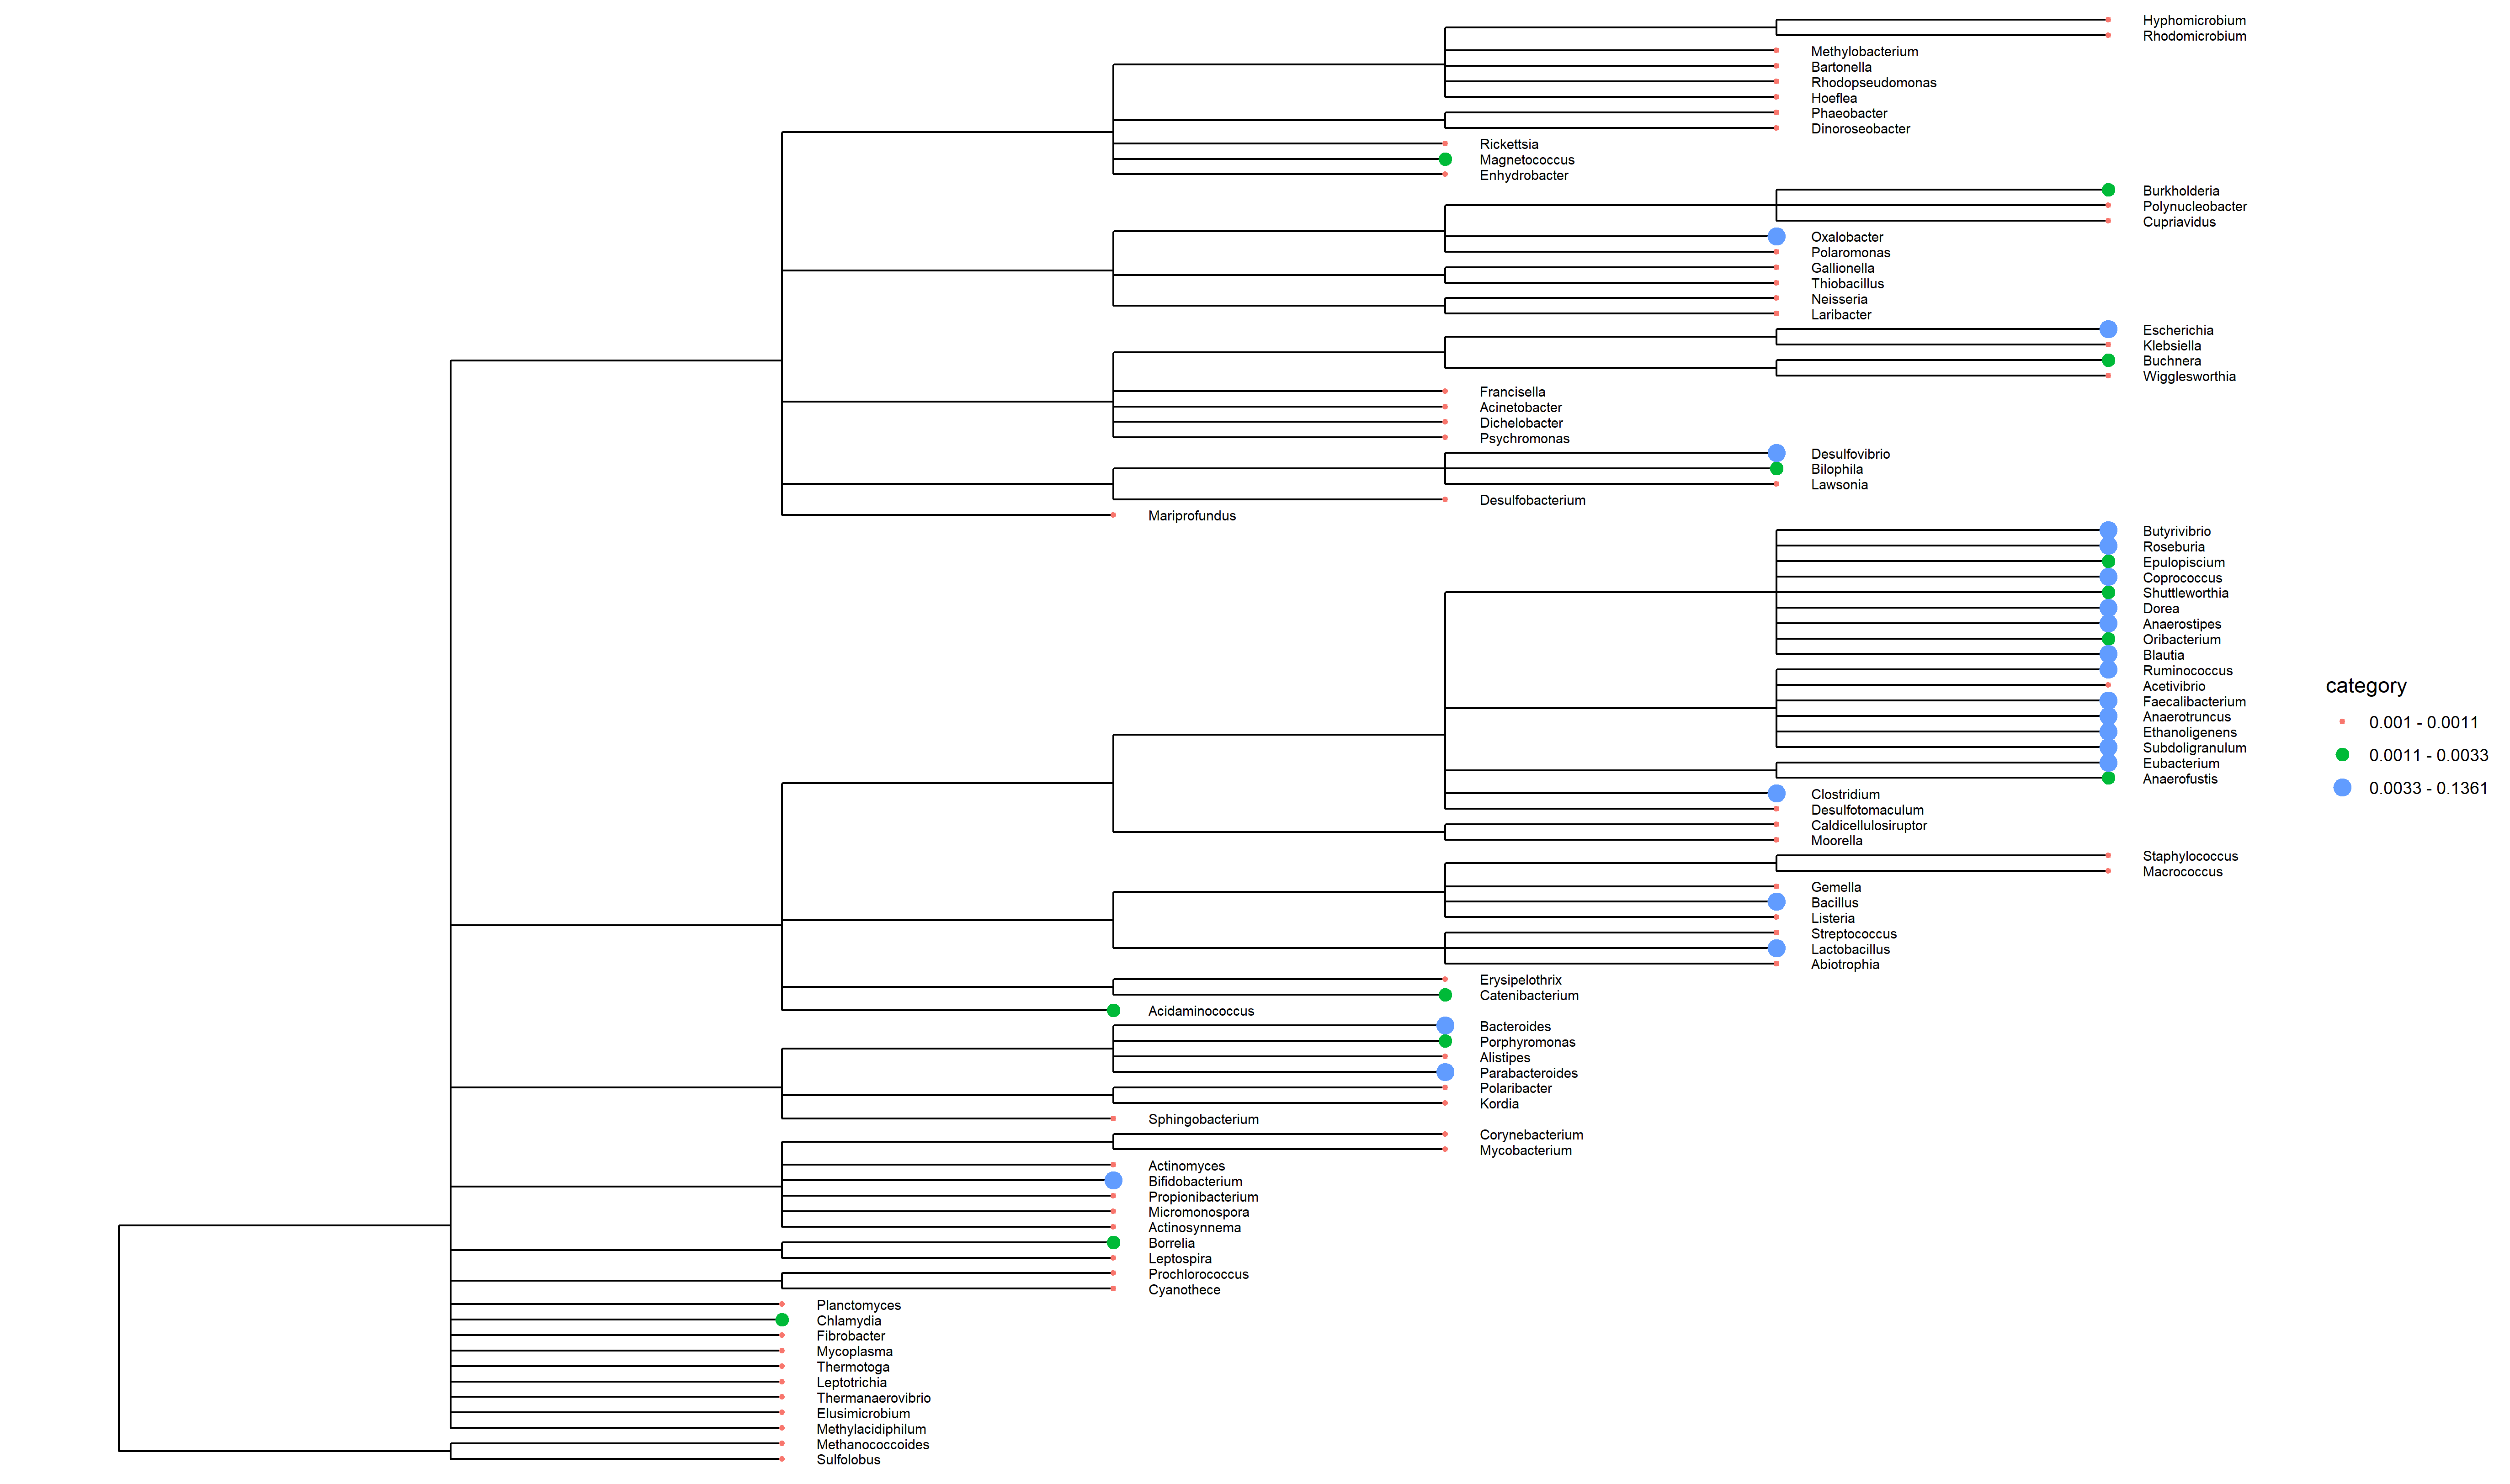 Hyphomicrobium
Rhodomicrobium
Methylobacterium
Bartonella
Rhodopseudomonas
Hoeflea
Phaeobacter
Dinoroseobacter
Rickettsia
Magnetococcus
Enhydrobacter
Burkholderia
Polynucleobacter
Cupriavidus
Oxalobacter
Polaromonas
Gallionella
Thiobacillus
Neisseria
Laribacter
Escherichia
Klebsiella
Buchnera
Wigglesworthia
Francisella
Acinetobacter
Dichelobacter
Psychromonas
Desulfovibrio
Bilophila
Lawsonia
Desulfobacterium
Mariprofundus
Butyrivibrio
Roseburia
Epulopiscium
Coprococcus
Shuttleworthia
Dorea
Anaerostipes
Oribacterium
Blautia
Ruminococcus
Acetivibrio
Faecalibacterium
Anaerotruncus
Ethanoligenens
Subdoligranulum
Eubacterium
Anaerofustis
Clostridium
Desulfotomaculum
Caldicellulosiruptor
Moorella
Staphylococcus
Macrococcus
Gemella
Bacillus
Listeria
Streptococcus
Lactobacillus
Abiotrophia
Erysipelothrix
Catenibacterium
Acidaminococcus
Bacteroides
Porphyromonas
Alistipes
Parabacteroides
Polaribacter
Kordia
Sphingobacterium
Corynebacterium
Mycobacterium
Actinomyces
Bifidobacterium
Propionibacterium
Micromonospora
Actinosynnema
Borrelia
Leptospira
Prochlorococcus
Cyanothece
Planctomyces
Chlamydia
Fibrobacter
Mycoplasma
Thermotoga
Leptotrichia
Thermanaerovibrio
Elusimicrobium
Methylacidiphilum
Methanococcoides
Sulfolobus
category
0.001 - 0.0011
0.0011 - 0.0033
0.0033 - 0.1361